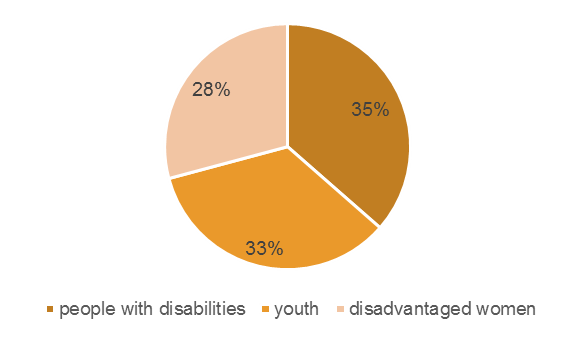 28%
35%
33%
people with disabilities youth disadvantaged women